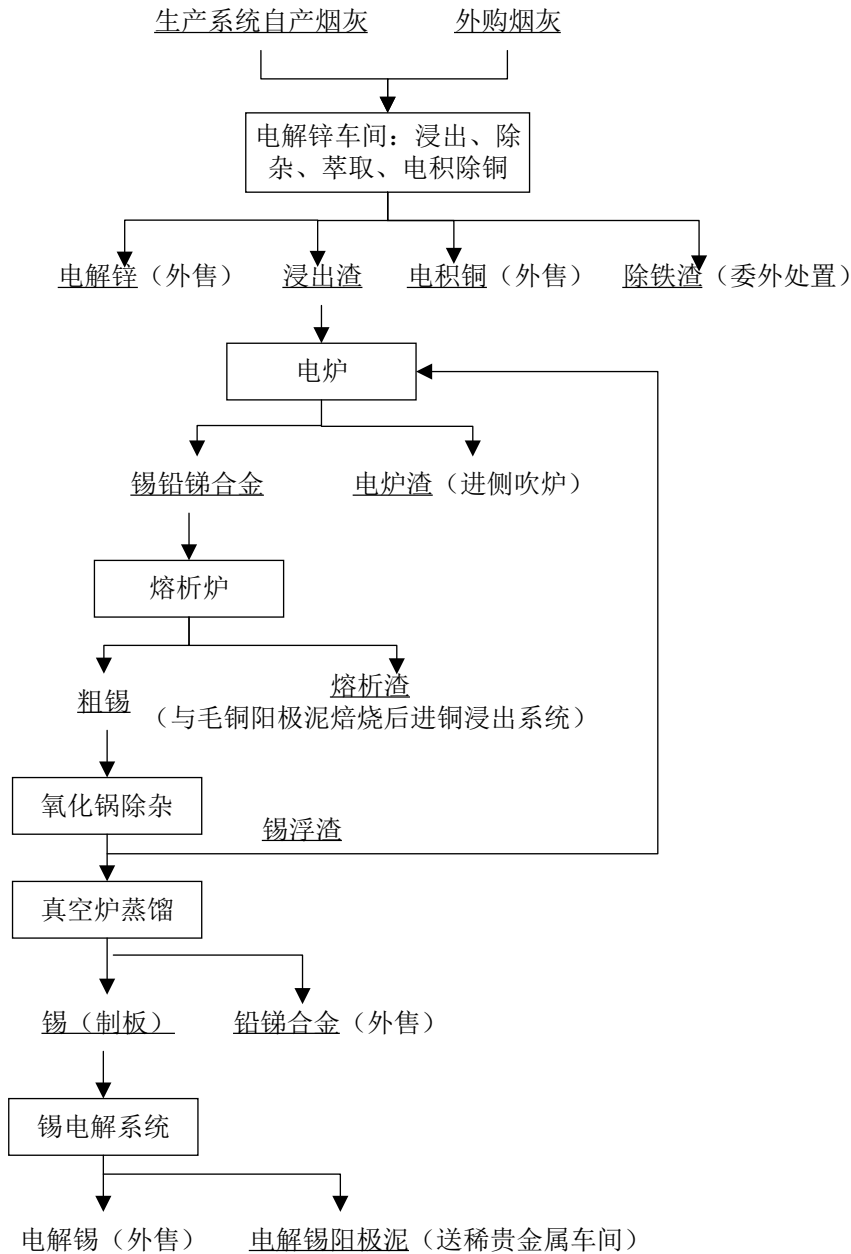 生产系统自产烟灰
外购烟灰
电解锌车间：浸出、除
杂、萃取、电积除铜
电解锌（外售）
浸出渣
电积铜（外售）
除铁渣（委外处置）
电炉
锡铅锑合金
电炉渣（进侧吹炉）
熔析炉
粗锡
熔析渣
（与毛铜阳极泥焙烧后进铜浸出系统）
氧化锅除杂
锡浮渣
真空炉蒸馏
锡（制板）
铅锑合金（外售）
锡电解系统
电解锡（外售）
电解锡阳极泥（送稀贵金属车间）